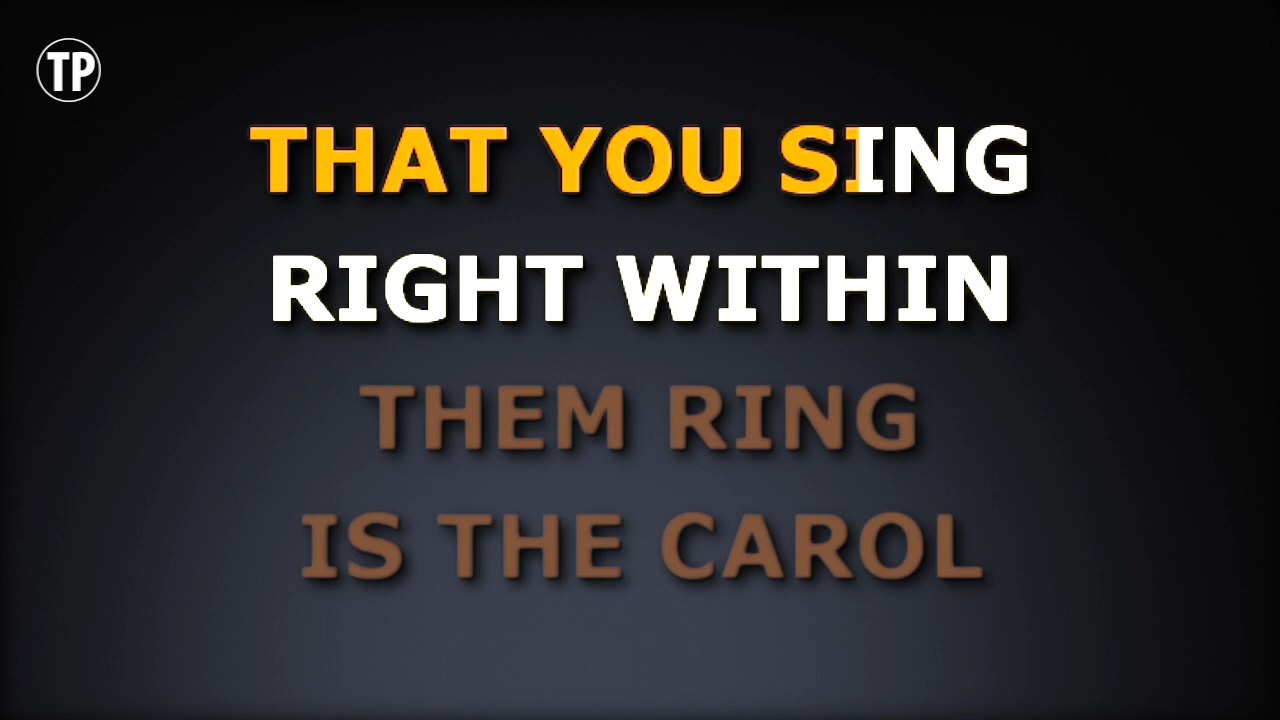 TP
THAT YOU SING
RIGHT WITHIN
THEM RING
IS THE CAROL